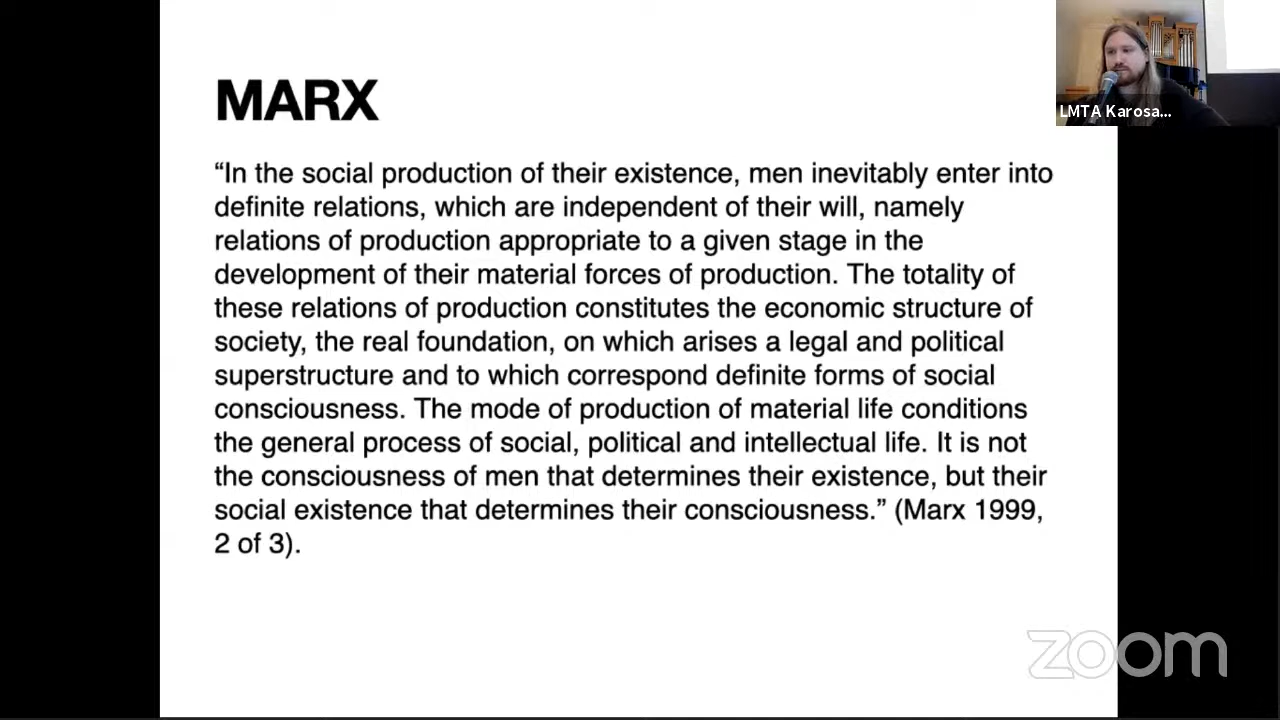 MARX
“In the social production of their existence, men inevitably enter into
definite relations, which are independent of their will, namely
relations of production appropriate to a given stage in the
development of their material forces of production. The totality of
these relations of production constitutes the economic structure of
society, the real foundation, on which arises a legal and political
superstructure and to which correspond definite forms of social
consciousness. The mode of production of material life conditions
the general process of social, political and intellectual life. It is not
the consciousness of men that determines their existence, but their
social existence that determines their consciousness.” (Marx 1999,
2 of 3).
LMTA Karosa...
zoom